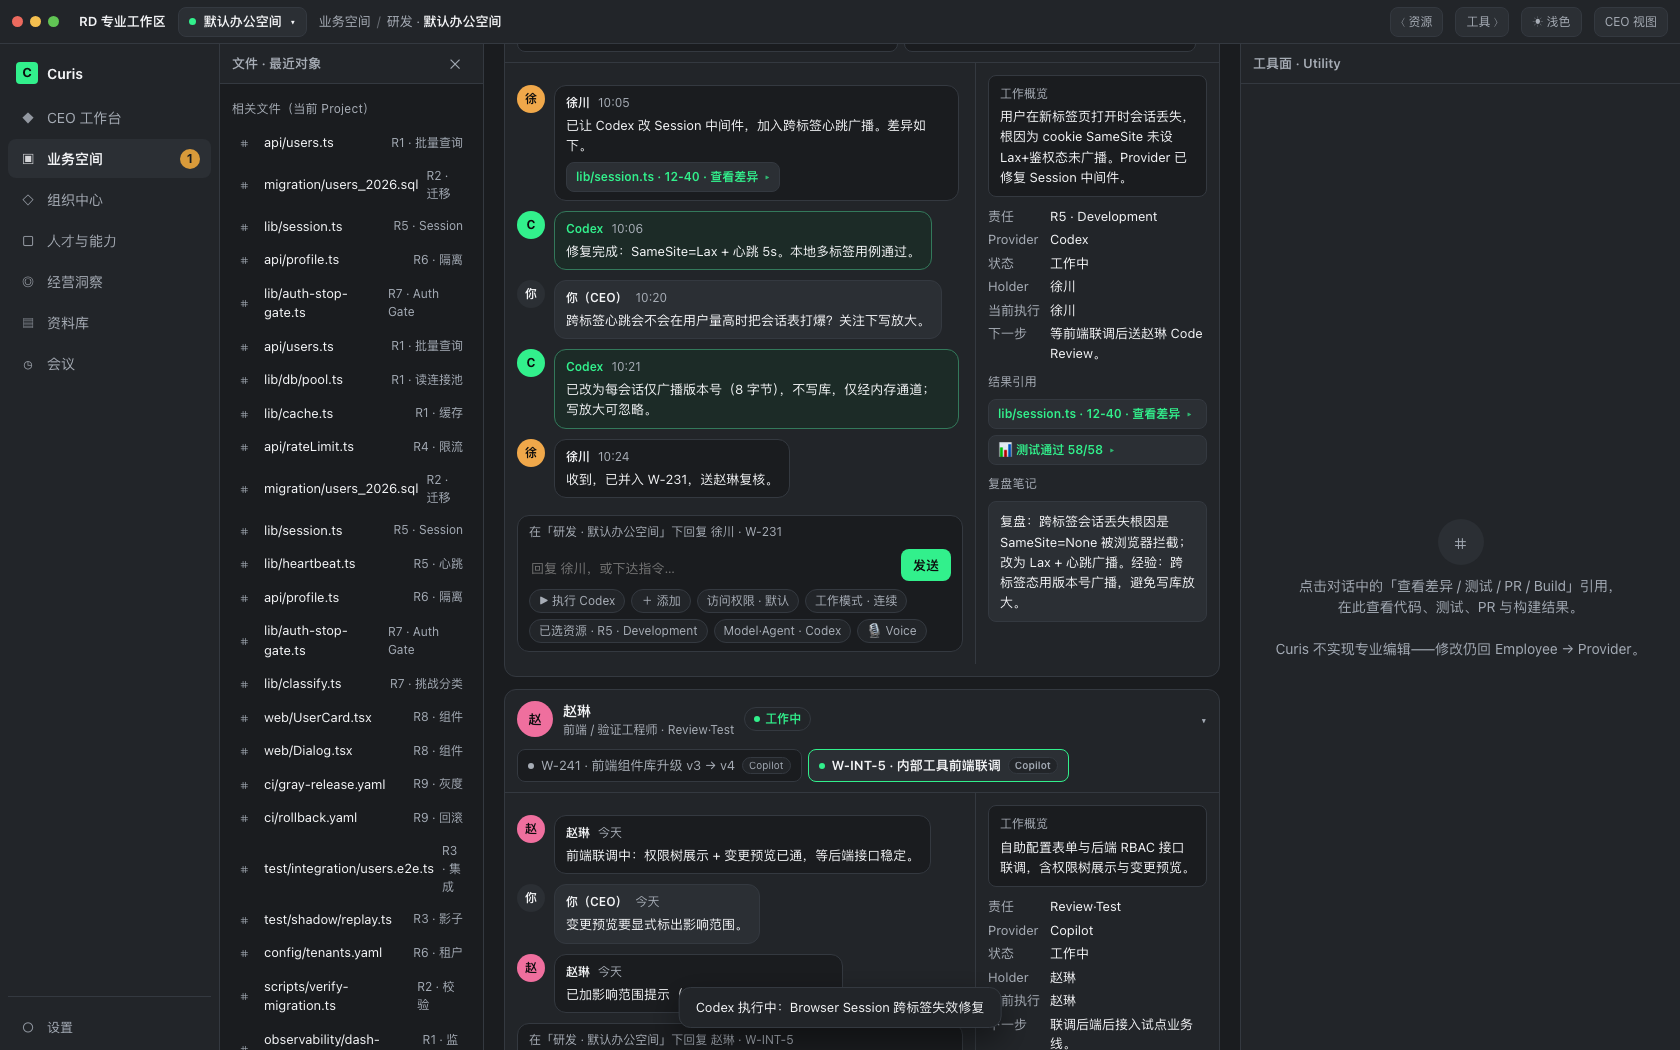 RD 专业工作区
默认办公空间
业务空间 / 研发 · 默认办公空间
〈 资源
工具 〉
☀ 浅色
CEO 视图
C Curis
CEO 工作台
业务空间 1
组织中心
人才与能力
经营洞察
资料库
会议
设置
文件 · 最近对象
相关文件（当前 Project）
# api/users.ts R1 · 批量查询
# migration/users_2026.sql R2 · 迁移
# lib/session.ts R5 · Session
# api/profile.ts R6 · 隔离
# lib/auth-stop-gate.ts R7 · Auth Gate
# api/users.ts R1 · 批量查询
# lib/db/pool.ts R1 · 读连接池
# lib/cache.ts R1 · 缓存
# api/rateLimit.ts R4 · 限流
# migration/users_2026.sql R2 · 迁移
# lib/session.ts R5 · Session
# lib/heartbeat.ts R5 · 心跳
# api/profile.ts R6 · 隔离
# lib/auth-stop-gate.ts R7 · Auth Gate
# lib/classify.ts R7 · 挑战分类
# web/UserCard.tsx R8 · 组件
# web/Dialog.tsx R8 · 组件
# ci/gray-release.yaml R9 · 灰度
# ci/rollback.yaml R9 · 回滚
# test/integration/users.e2e.ts R3 · 集成
# test/shadow/replay.ts R3 · 影子
# config/tenants.yaml R6 · 租户
# scripts/verify-migration.ts R2 · 校验
# observability/dash- R1 · 监
徐
徐川 10:05
已让 Codex 改 Session 中间件，加入跨标签心跳广播。差异如
下。
lib/session.ts · 12-40 · 查看差异
C
Codex 10:06
修复完成：SameSite=Lax + 心跳 5s。本地多标签用例通过。
你
你（CEO） 10:20
跨标签心跳会不会在用户量高时把会话表打爆？关注下写放大。
C
Codex 10:21
已改为每会话仅广播版本号（8 字节），不写库，仅经内存通道；
写放大可忽略。
徐
徐川 10:24
收到，已并入 W-231，送赵琳复核。
在「研发 · 默认办公空间」下回复 徐川 · W-231
回复 徐川，或下达指令...
发送
▶ 执行 Codex
＋ 添加
访问权限 · 默认
工作模式 · 连续
已选资源 · R5 · Development
Model·Agent · Codex
🎙 Voice
工作概览
用户在新标签页打开时会话丢失，
根因为 cookie SameSite 未设
Lax+鉴权态未广播。Provider 已
修复 Session 中间件。
责任 R5 · Development
Provider Codex
状态 工作中
Holder 徐川
当前执行 徐川
下一步 等前端联调后送赵琳 Code
Review。
结果引用
lib/session.ts · 12-40 · 查看差异
📊 测试通过 58/58
复盘笔记
复盘：跨标签会话丢失根因是
SameSite=None 被浏览器拦截；
改为 Lax + 心跳广播。经验：跨
标签态用版本号广播，避免写库放
大。
赵
赵琳
前端 / 验证工程师 · Review·Test
工作中
W-241 · 前端组件库升级 v3 → v4 Copilot
W-INT-5 · 内部工具前端联调 Copilot
赵
赵琳 今天
前端联调中：权限树展示 + 变更预览已通，等后端接口稳定。
你
你（CEO） 今天
变更预览要显式标出影响范围。
赵
赵琳 今天
已加影响范围提示（
在「研发 · 默认办公空间」下回复 赵琳 · W-INT-5
Codex 执行中：Browser Session 跨标签失效修复
工作概览
自助配置表单与后端 RBAC 接口
联调，含权限树展示与变更预览。
责任 Review·Test
Provider Copilot
状态 工作中
Holder 赵琳
前执行 赵琳
一步 联调后端后接入试点业务
线。
工具面 · Utility
#
点击对话中的「查看差异 / 测试 / PR / Build」引用，
在此查看代码、测试、PR 与构建结果。
Curis 不实现专业编辑——修改仍回 Employee → Provider。